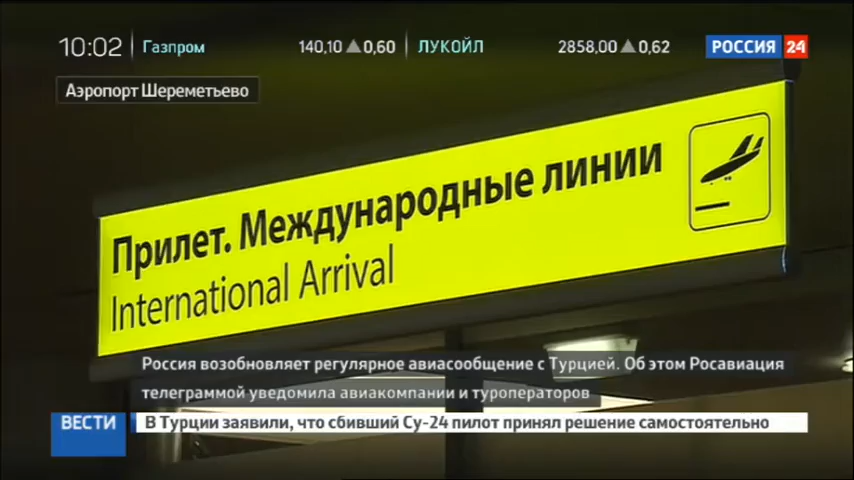 10:02 Газпром 140,10 ▲ 0,60 ЛУКОЙЛ 2858,00 ▲ 0,62 РОССИЯ 24
Аэропорт Шереметьево
Прилет. Международные линии
International Arrival
Россия возобновляет регулярное авиасообщение с Турцией. Об этом Росавиация
телеграммой уведомила авиакомпании и туроператоров
ВЕСТИ В Турции заявили, что сбивший Су-24 пилот принял решение самостоятельно